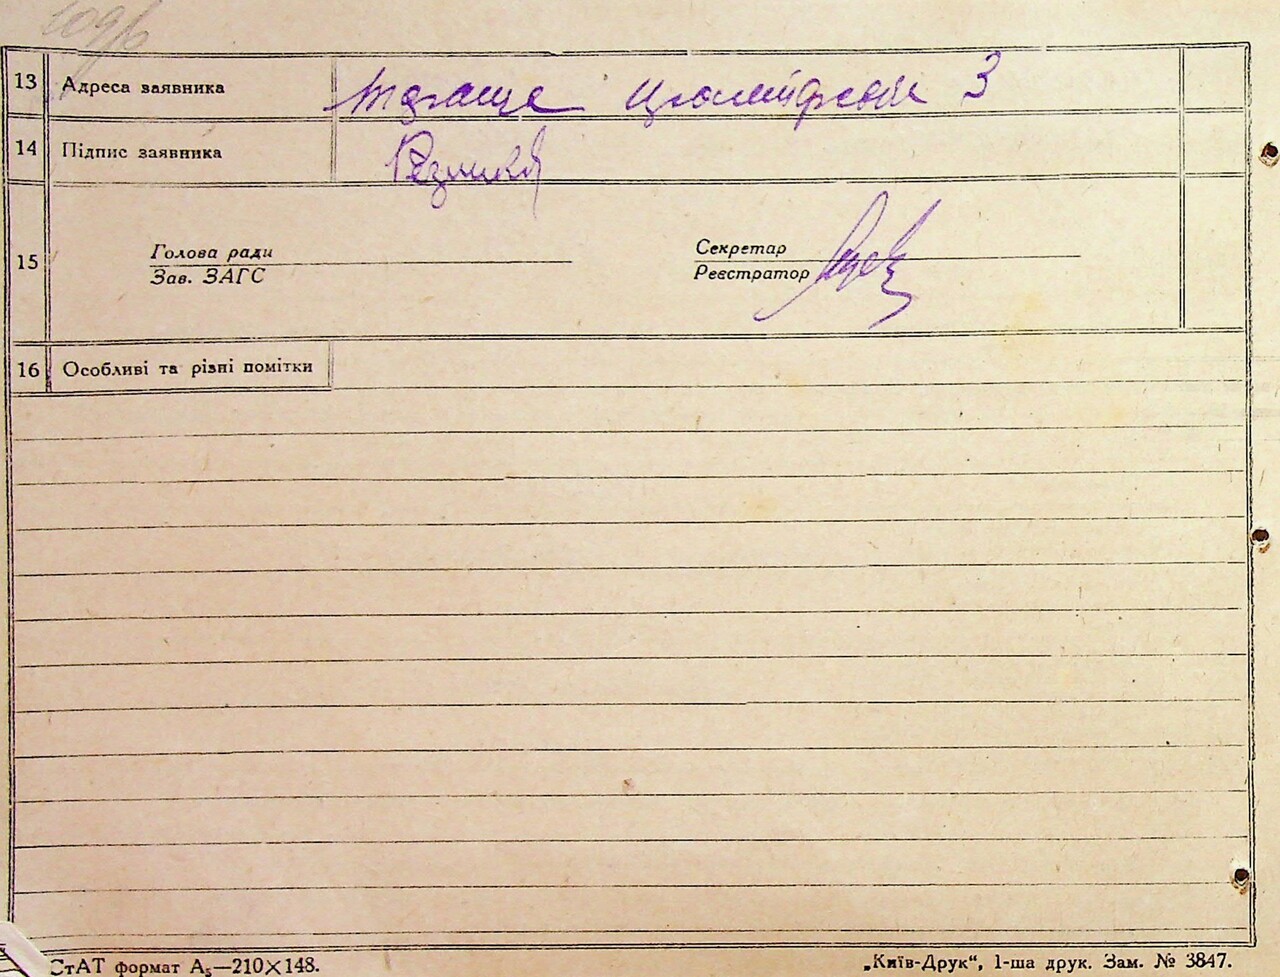 13 Адреса заявника 3
14 Підпис заявника
15 Голова ради
Зав. ЗАГС
Секретар
Реєстратор
16 Особливі та різні помітки
СтАТ формат А₅—210×148.
„Київ-Друк“, 1-ша друк. Зам. № 3847.